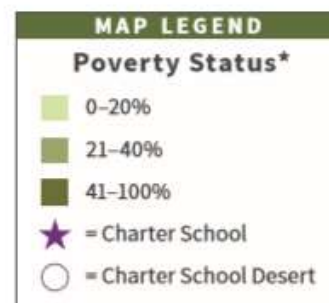 MAP LEGEND
Poverty Status*
0–20%
21–40%
41–100%
= Charter School
= Charter School Desert